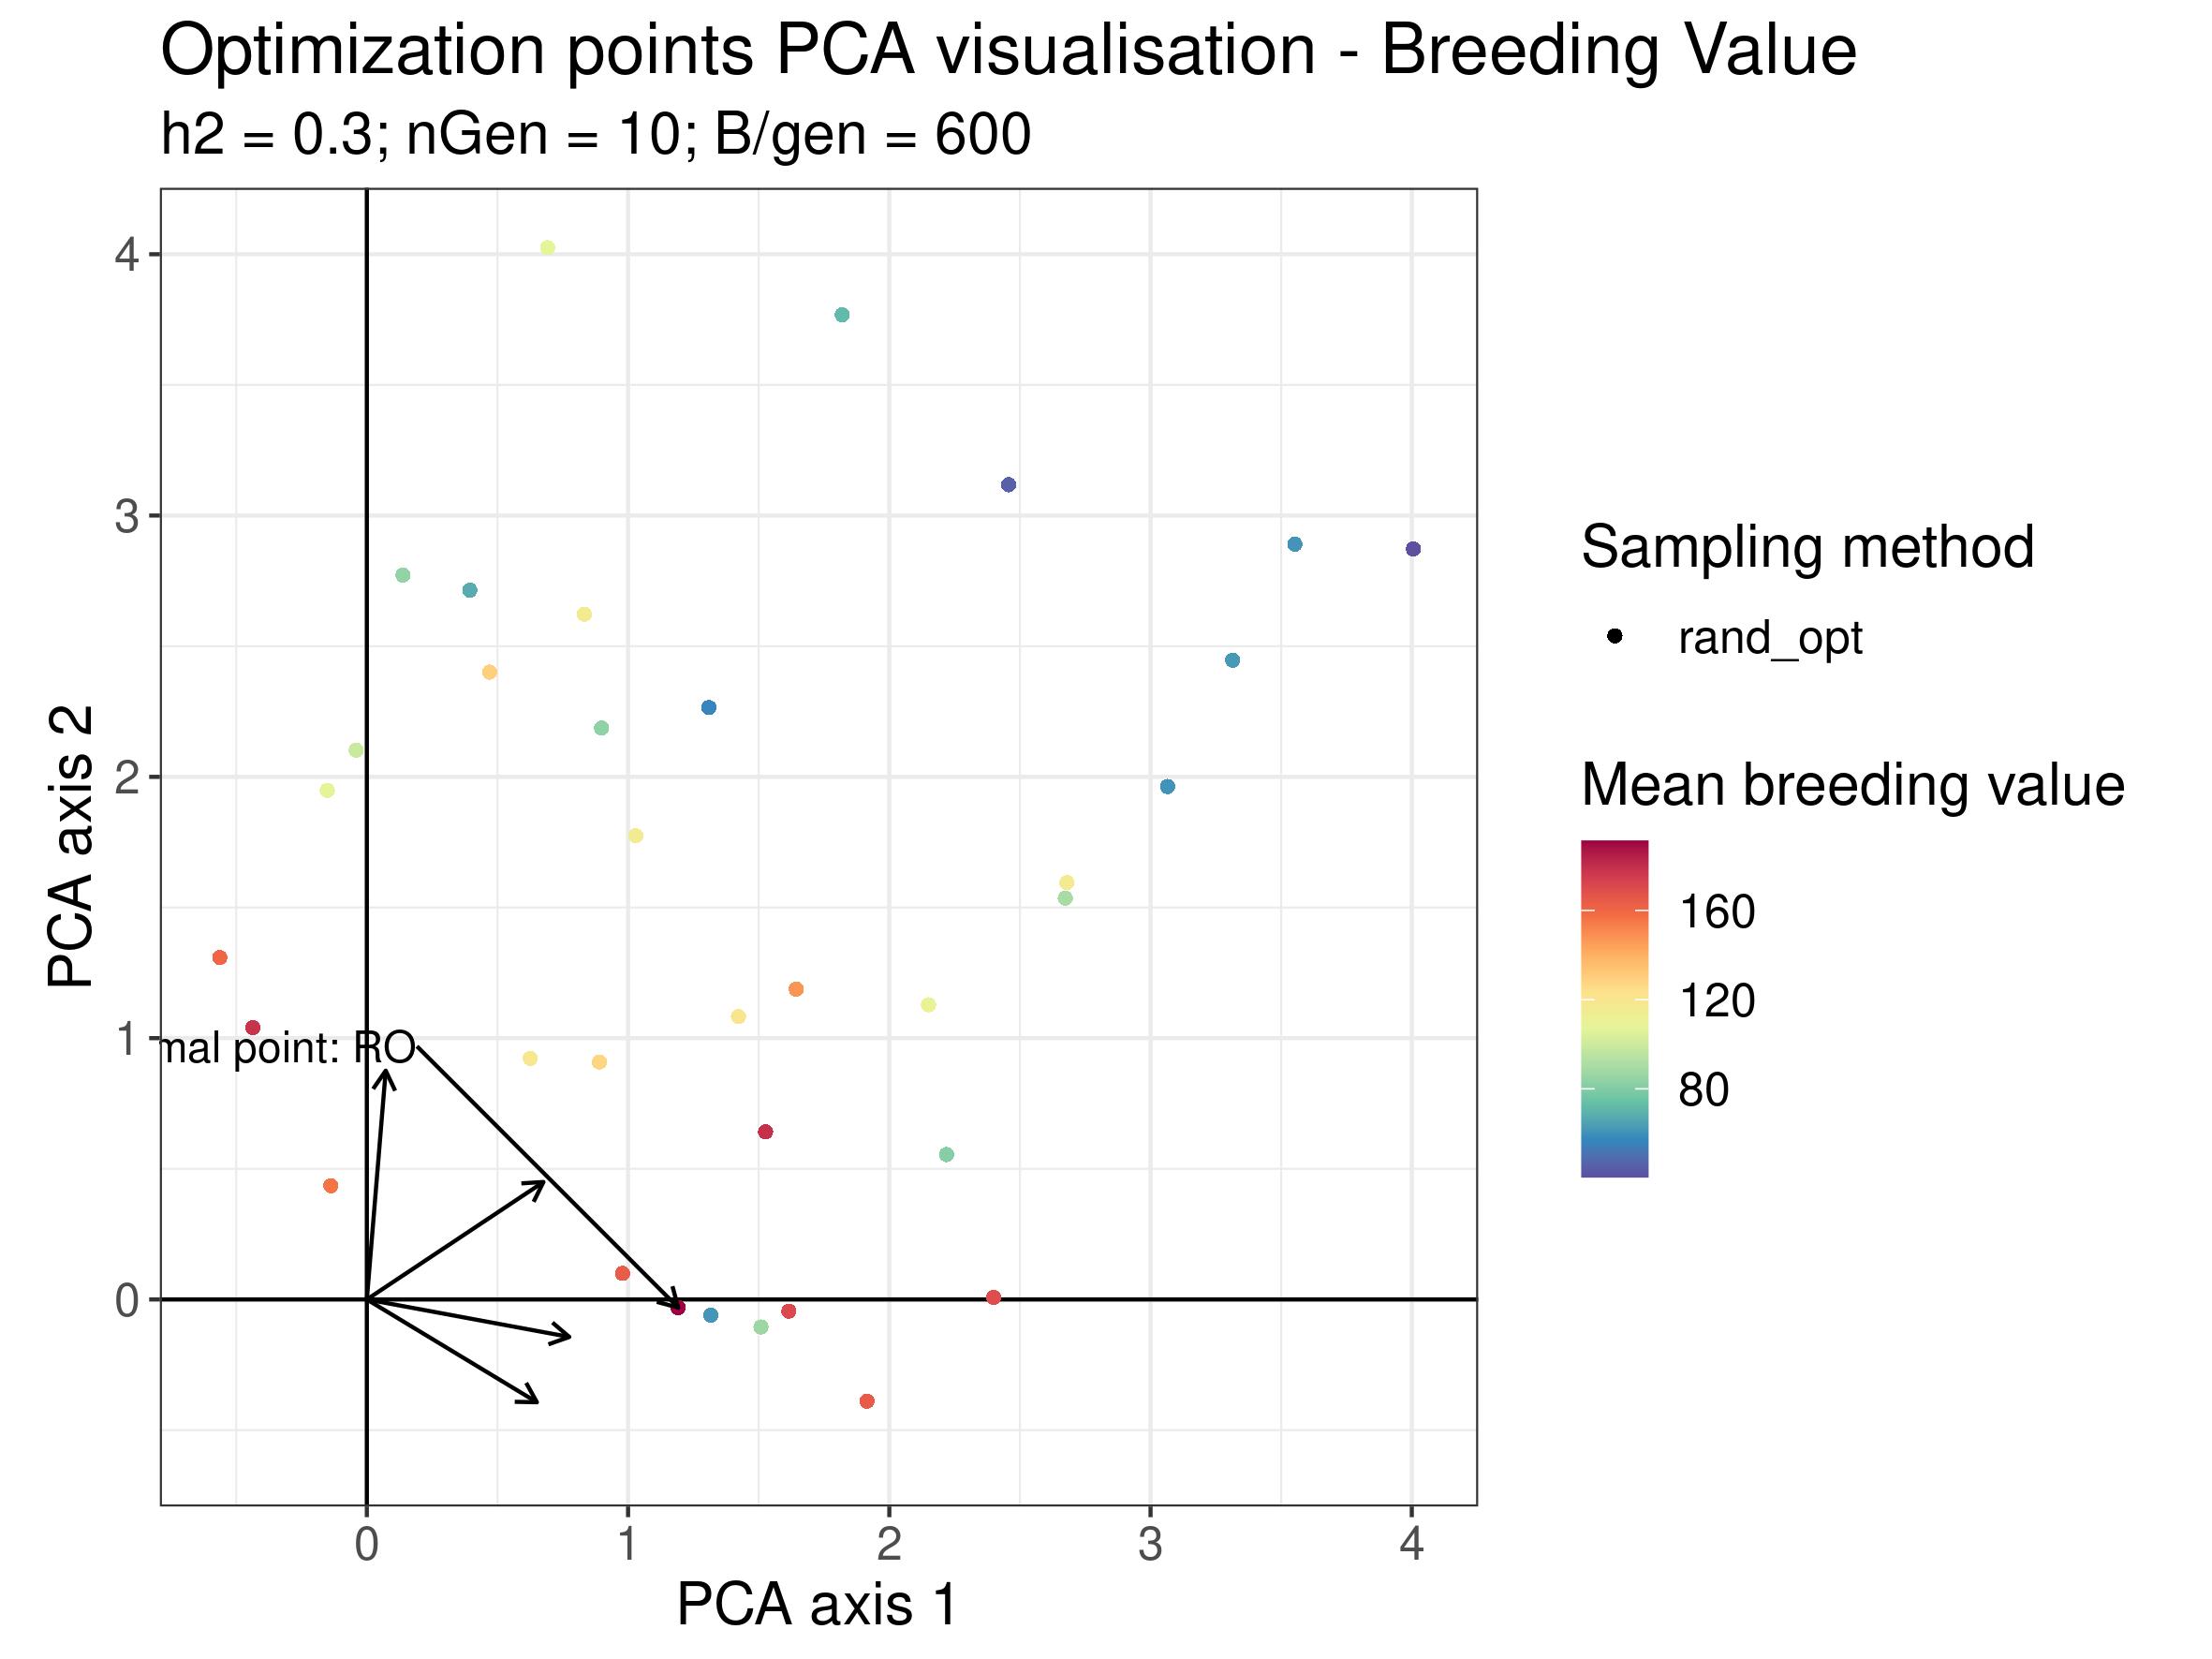 Optimization points PCA visualisation - Breeding Value
h2 = 0.3; nGen = 10; B/gen = 600
PCA axis 2
4
3
2
1
0
mal point: RO
0 1 2 3 4
PCA axis 1
Sampling method
rand_opt
Mean breeding value
160
120
80